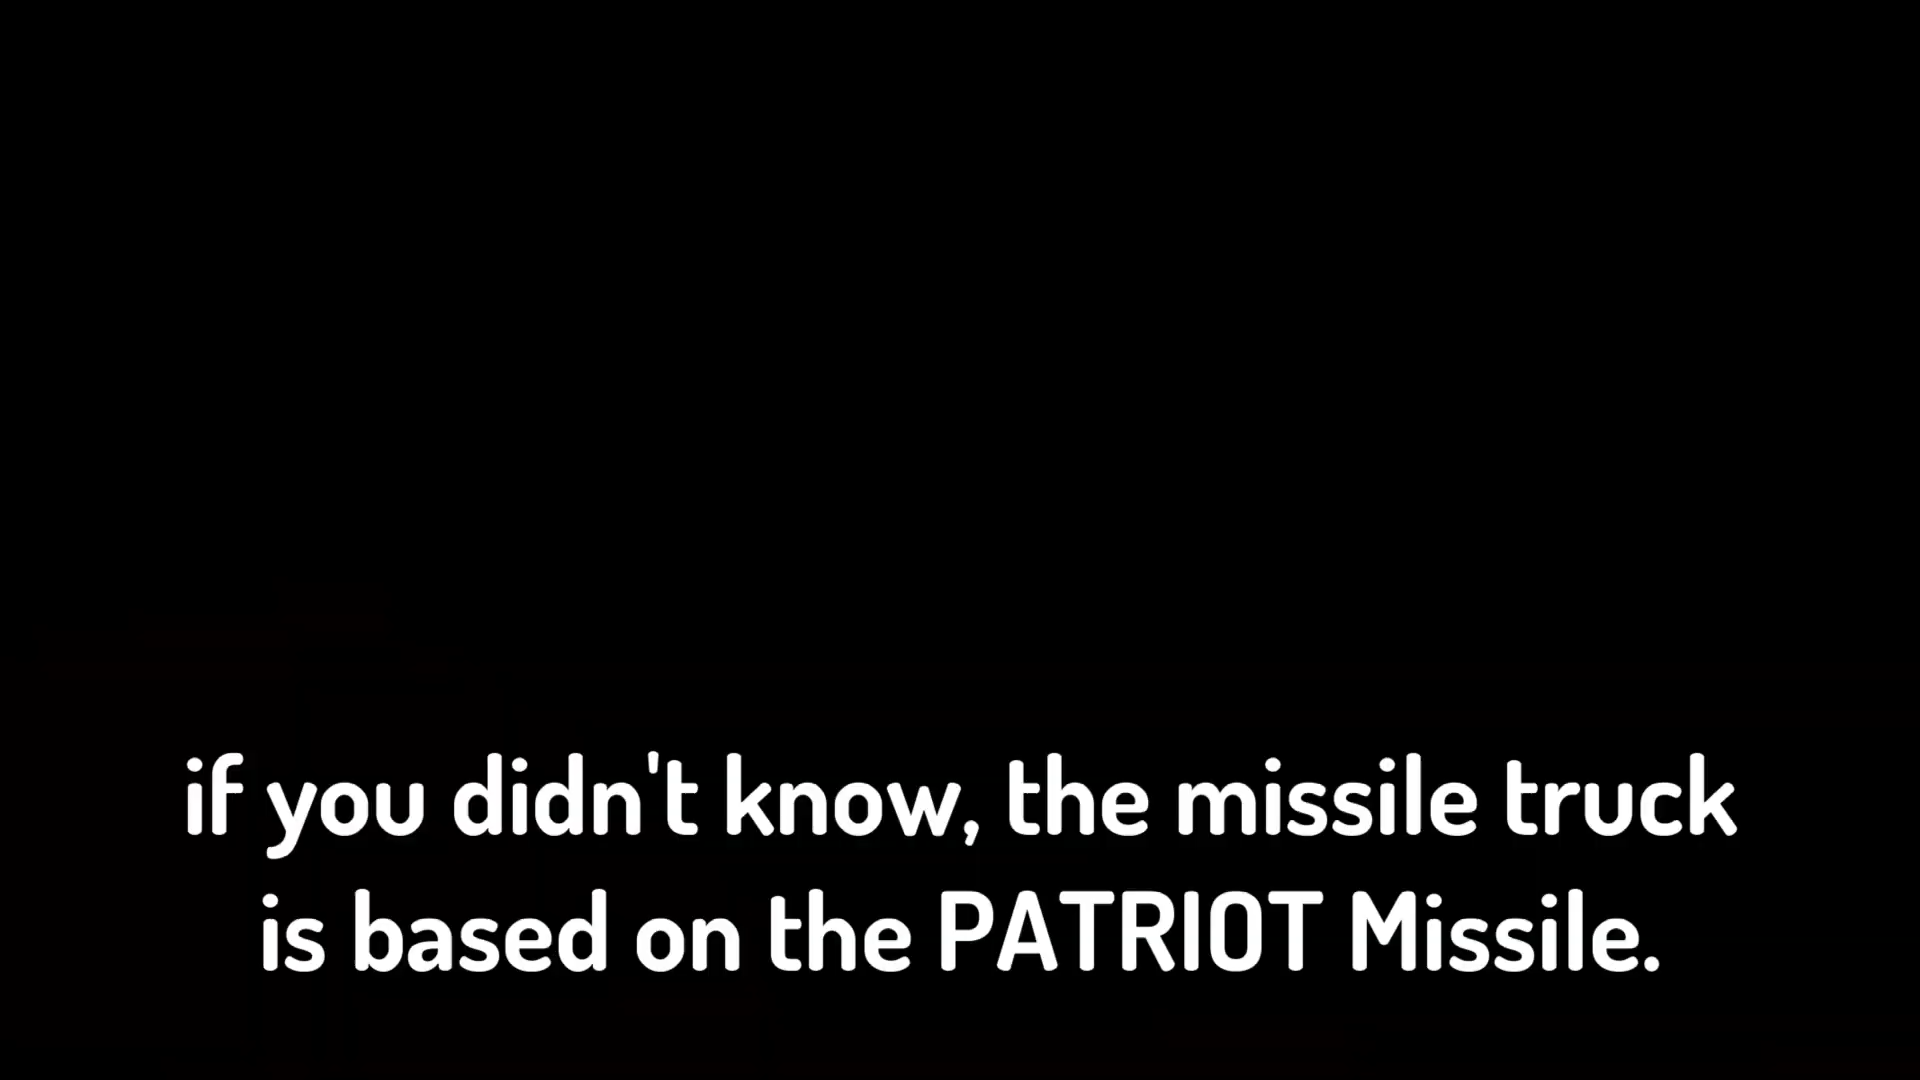 if you didn't know, the missile truck
is based on the PATRIOT Missile.